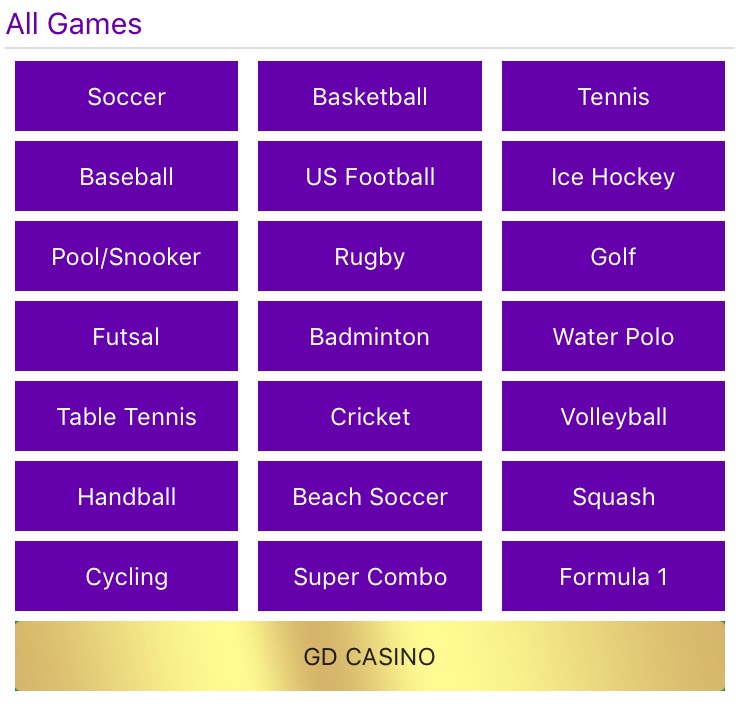 All Games
Soccer Basketball Tennis
Baseball US Football Ice Hockey
Pool/Snooker Rugby Golf
Futsal Badminton Water Polo
Table Tennis Cricket Volleyball
Handball Beach Soccer Squash
Cycling Super Combo Formula 1
GD CASINO